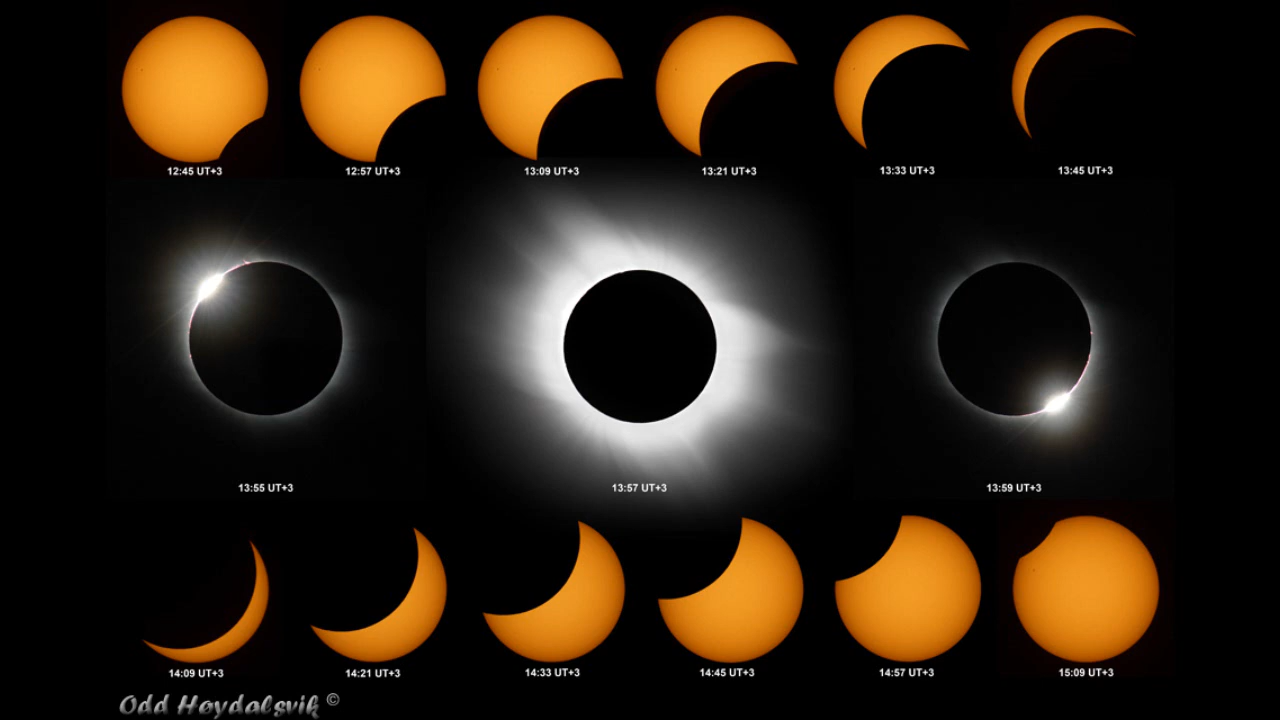 12:45 UT+3 12:57 UT+3 13:09 UT+3 13:21 UT+3 13:33 UT+3 13:45 UT+3
13:55 UT+3 13:57 UT+3 13:59 UT+3
14:09 UT+3 14:21 UT+3 14:33 UT+3 14:45 UT+3 14:57 UT+3 15:09 UT+3
Odd Høydalsvik ©